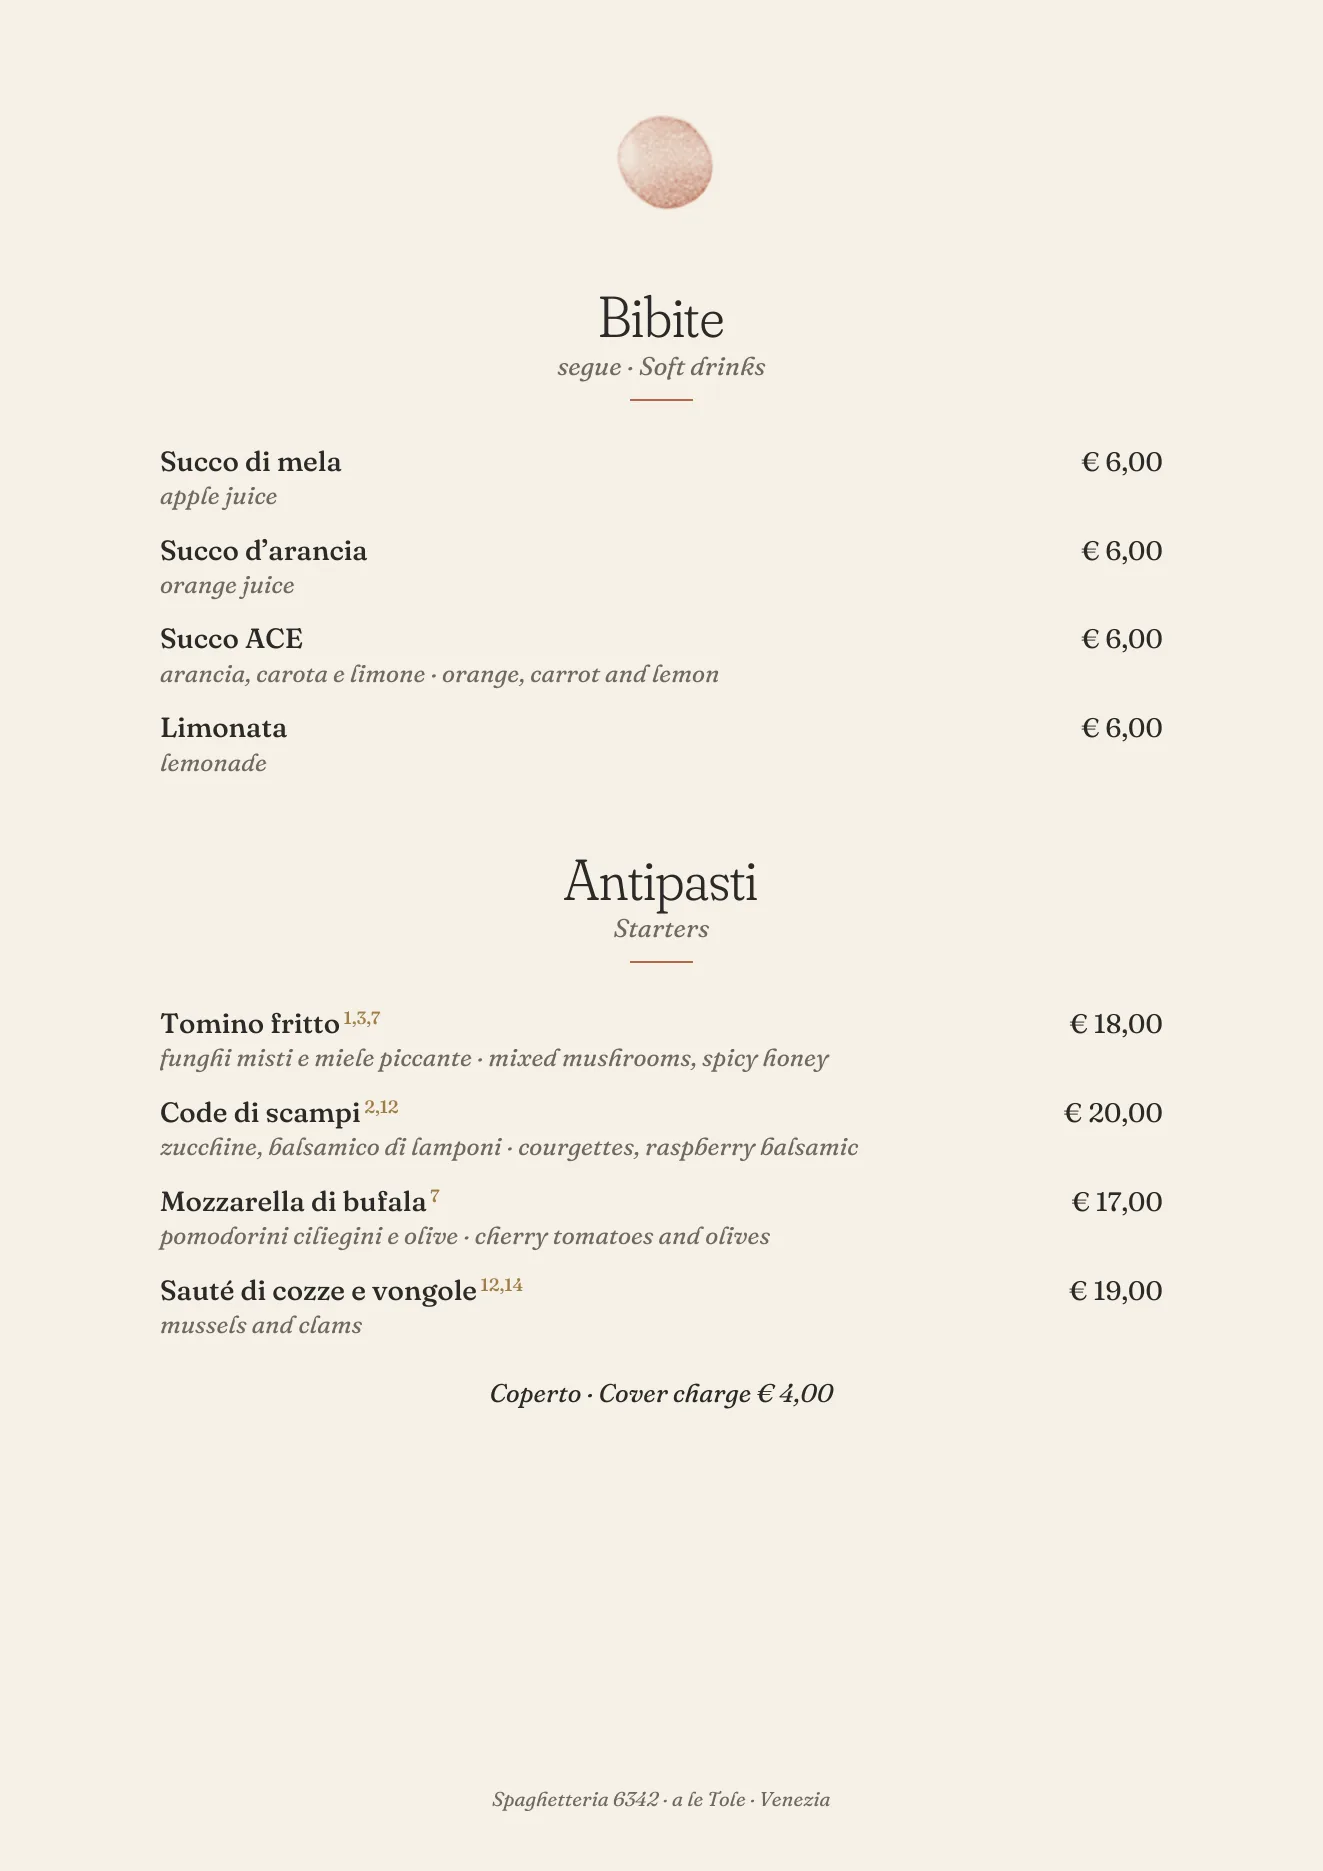 Bibite
segue · Soft drinks
Succo di mela € 6,00
apple juice
Succo d’arancia € 6,00
orange juice
Succo ACE € 6,00
arancia, carota e limone · orange, carrot and lemon
Limonata € 6,00
lemonade
Antipasti
Starters
Tomino fritto 1,3,7 € 18,00
funghi misti e miele piccante · mixed mushrooms, spicy honey
Code di scampi 2,12 € 20,00
zucchine, balsamico di lamponi · courgettes, raspberry balsamic
Mozzarella di bufala 7 € 17,00
pomodorini ciliegini e olive · cherry tomatoes and olives
Sauté di cozze e vongole 12,14 € 19,00
mussels and clams
Coperto · Cover charge € 4,00
Spaghetteria 6342 · a le Tole · Venezia